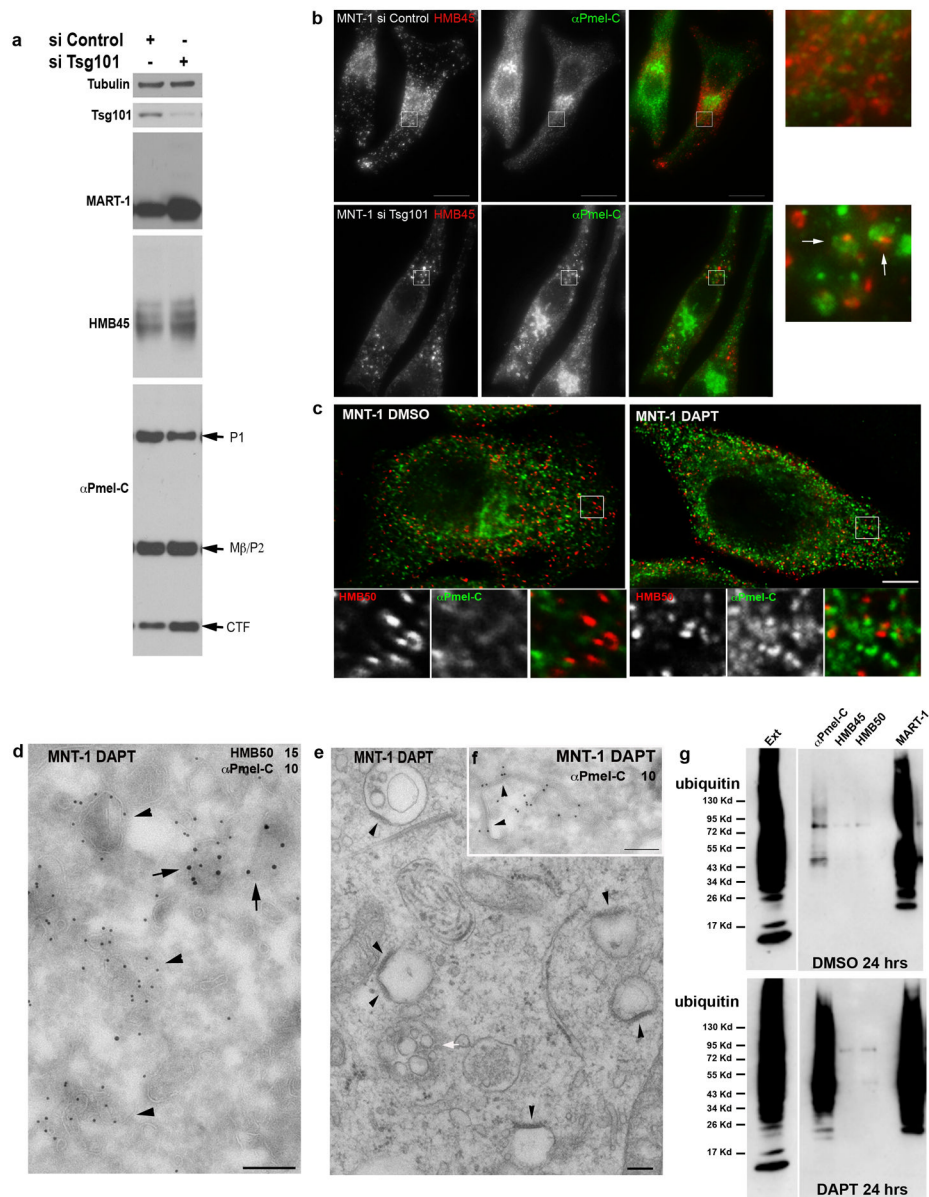 a
si Control + -
si Tsg101 - +
Tubulin
Tsg101
MART-1
HMB45
αPmel-C
P1
Mβ/P2
CTF
b
MNT-1 si Control HMB45
αPmel-C
MNT-1 si Tsg101 HMB45
αPmel-C
c
MNT-1 DMSO
MNT-1 DAPT
HMB50
αPmel-C
HMB50
αPmel-C
d
MNT-1 DAPT
HMB50 15
αPmel-C 10
e
MNT-1 DAPT
f
MNT-1 DAPT
αPmel-C 10
g
Ext
αPmel-C
HMB45
HMB50
MART-1
ubiquitin
130 Kd
95 Kd
72 Kd
55 Kd
43 Kd
34 Kd
26 Kd
17 Kd
DMSO 24 hrs
ubiquitin
130 Kd
95 Kd
72 Kd
55 Kd
43 Kd
34 Kd
26 Kd
17 Kd
DAPT 24 hrs